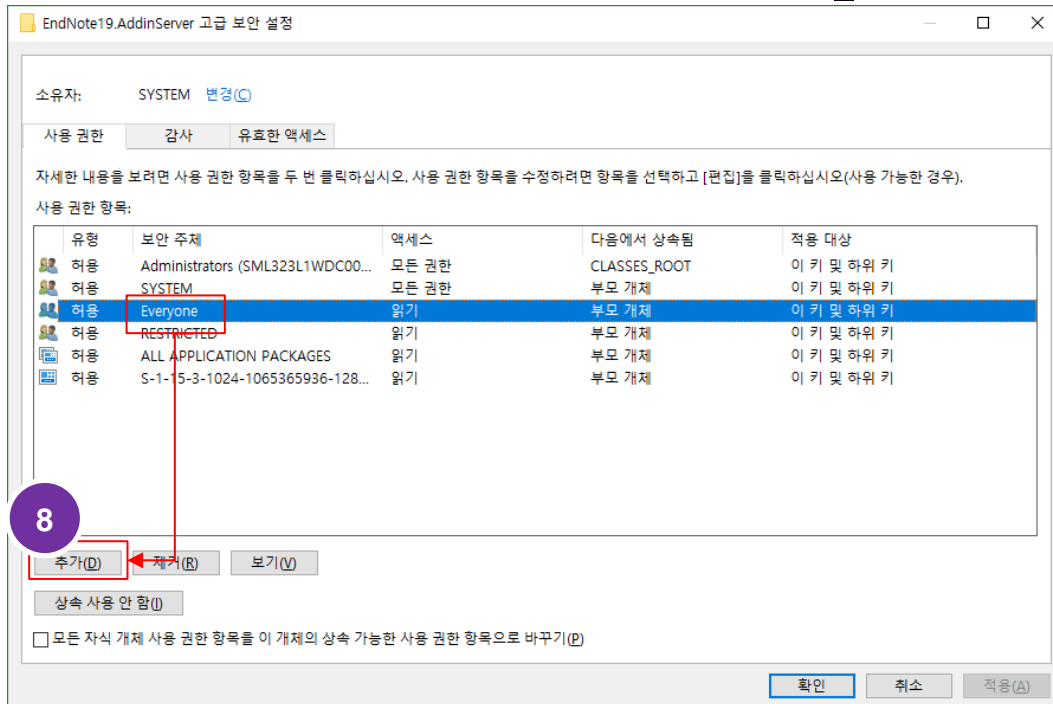 EndNote19.AddinServer 고급 보안 설정
소유자: SYSTEM 변경(C)
사용 권한 감사 유효한 액세스
자세한 내용을 보려면 사용 권한 항목을 두 번 클릭하십시오. 사용 권한 항목을 수정하려면 항목을 선택하고 [편집]을 클릭하십시오(사용 가능한 경우).
사용 권한 항목:
유형 보안 주체 액세스 다음에서 상속됨 적용 대상
허용 Administrators (SML323L1WDC00... 모든 권한 CLASSES_ROOT 이 키 및 하위 키
허용 SYSTEM 모든 권한 부모 개체 이 키 및 하위 키
허용 Everyone 읽기 부모 개체 이 키 및 하위 키
허용 RESTRICTED 읽기 부모 개체 이 키 및 하위 키
허용 ALL APPLICATION PACKAGES 읽기 부모 개체 이 키 및 하위 키
허용 S-1-15-3-1024-1065365936-128... 읽기 부모 개체 이 키 및 하위 키
8
추가(D) 제거(R) 보기(V)
상속 사용 안 함(I)
모든 자식 개체 사용 권한 항목을 이 개체의 상속 가능한 사용 권한 항목으로 바꾸기(P)
확인 취소 적용(A)